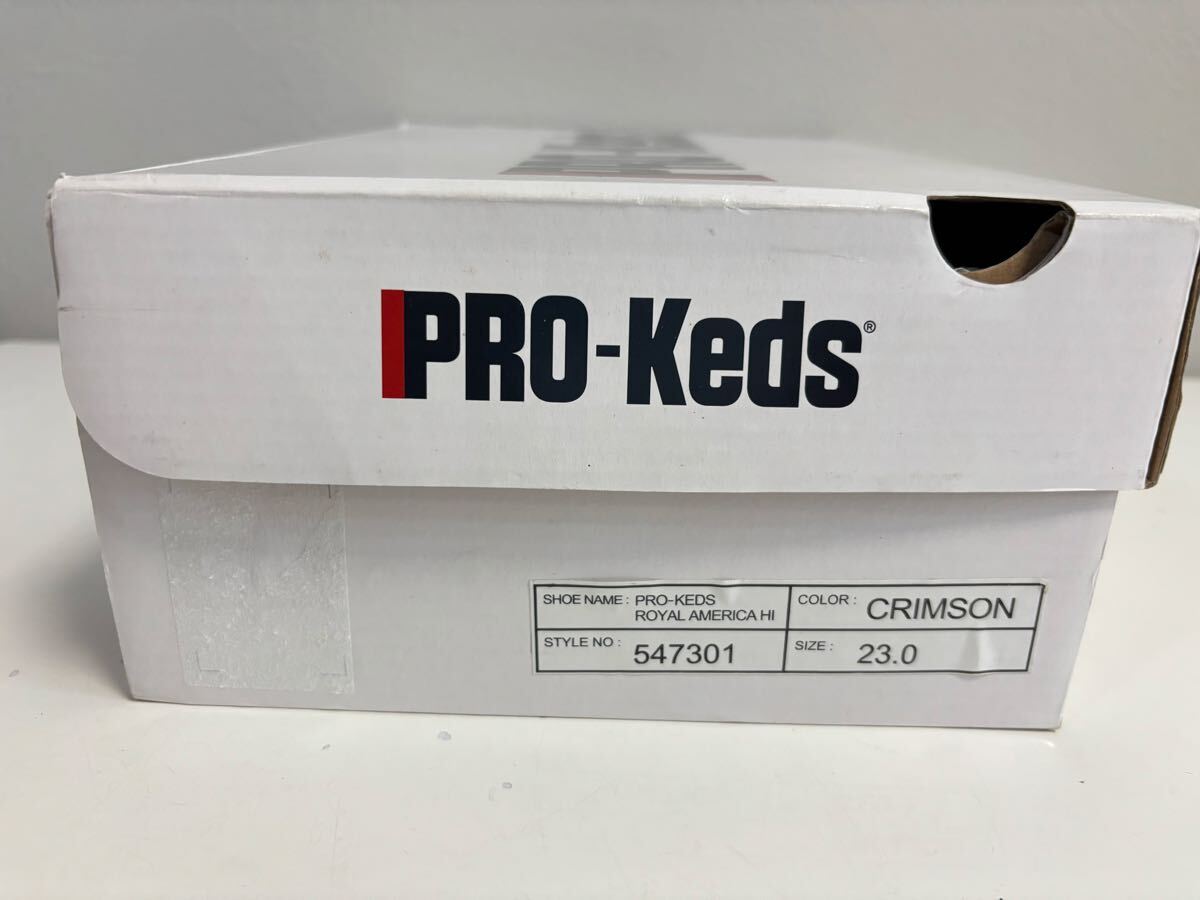 PRO-Keds®
SHOE NAME : PRO-KEDS
ROYAL AMERICA HI
COLOR : CRIMSON
STYLE NO : 547301
SIZE : 23.0